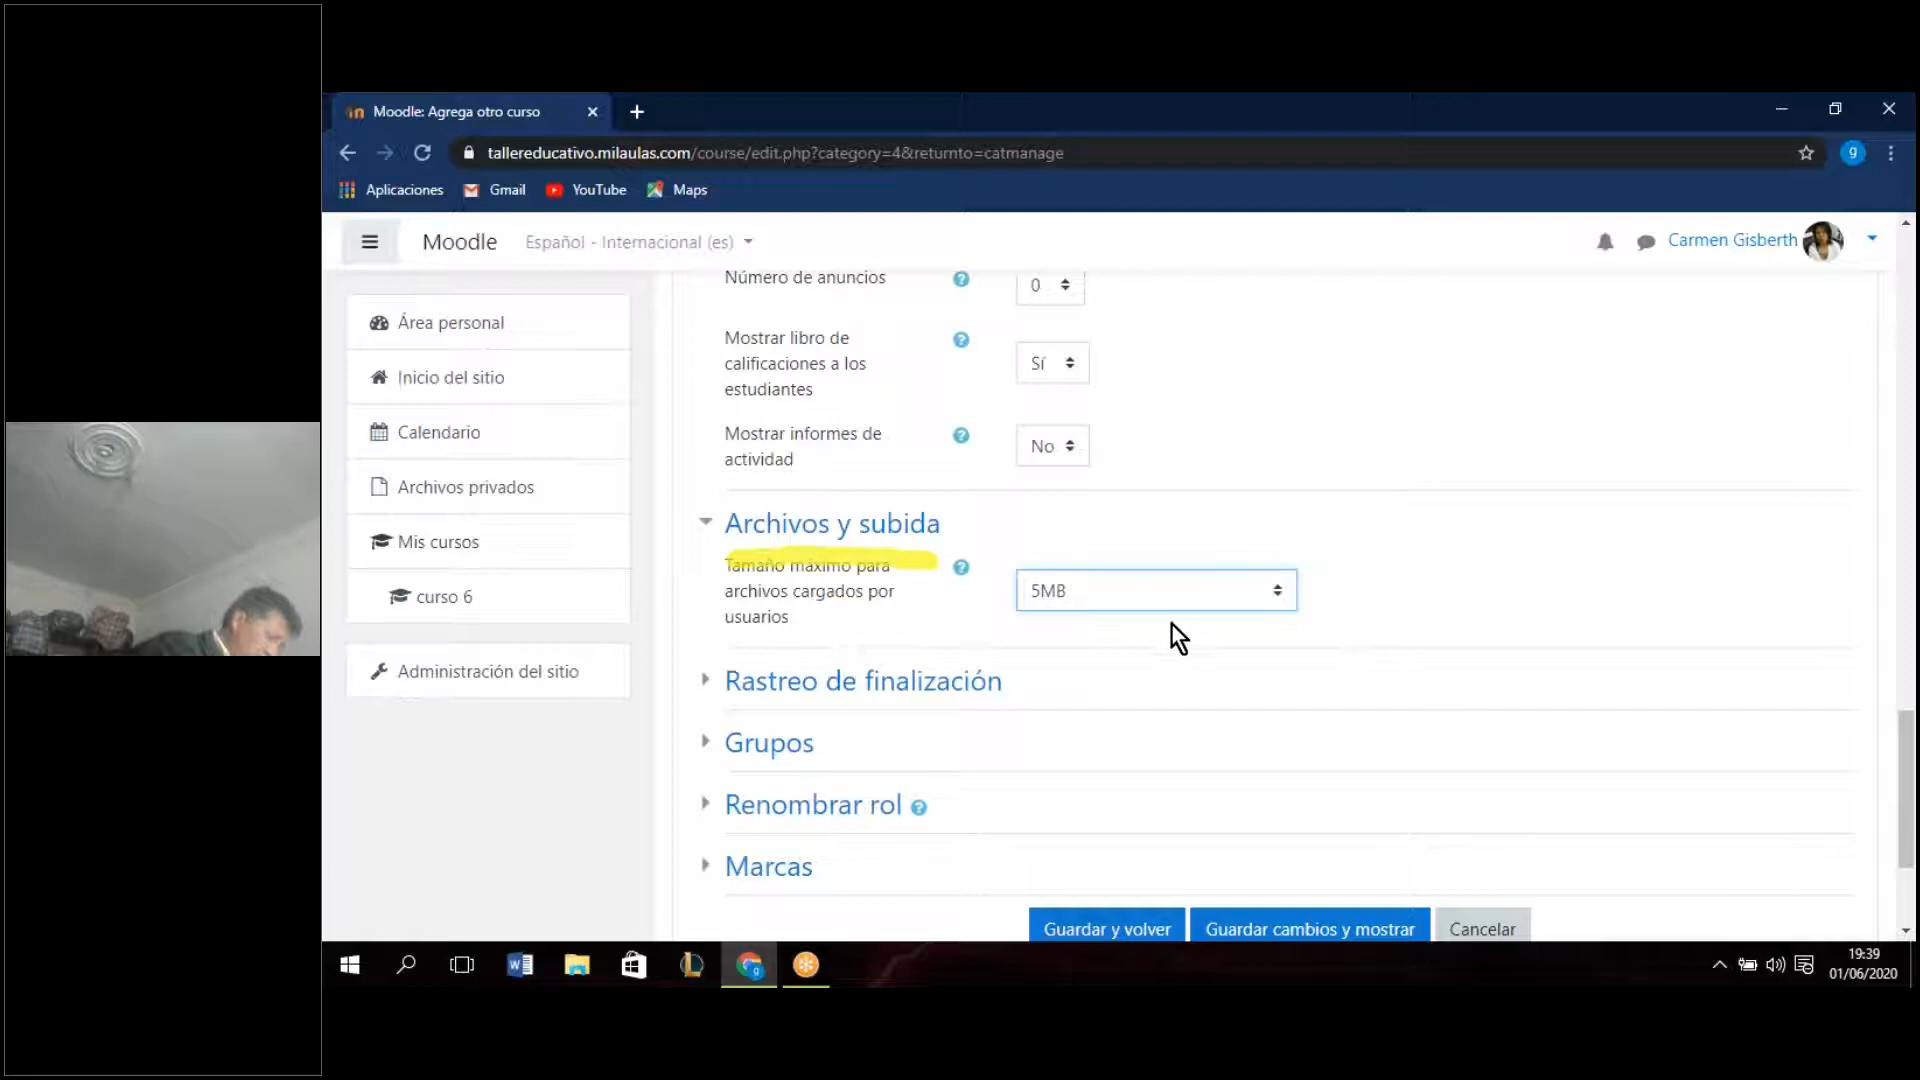 Moodle: Agrega otro curso
tallereducativo.milaulas.com/course/edit.php?category=4&returnto=catmanage
g
Aplicaciones Gmail YouTube Maps
Moodle Español - Internacional (es) Carmen Gisberth
Área personal
Inicio del sitio
Calendario
Archivos privados
Mis cursos
curso 6
Administración del sitio
Número de anuncios 0
Mostrar libro de
calificaciones a los
estudiantes
Sí
Mostrar informes de
actividad
No
Archivos y subida
Tamaño máximo para
archivos cargados por
usuarios
5MB
Rastreo de finalización
Grupos
Renombrar rol
Marcas
Guardar y volver Guardar cambios y mostrar Cancelar
19:39
01/06/2020